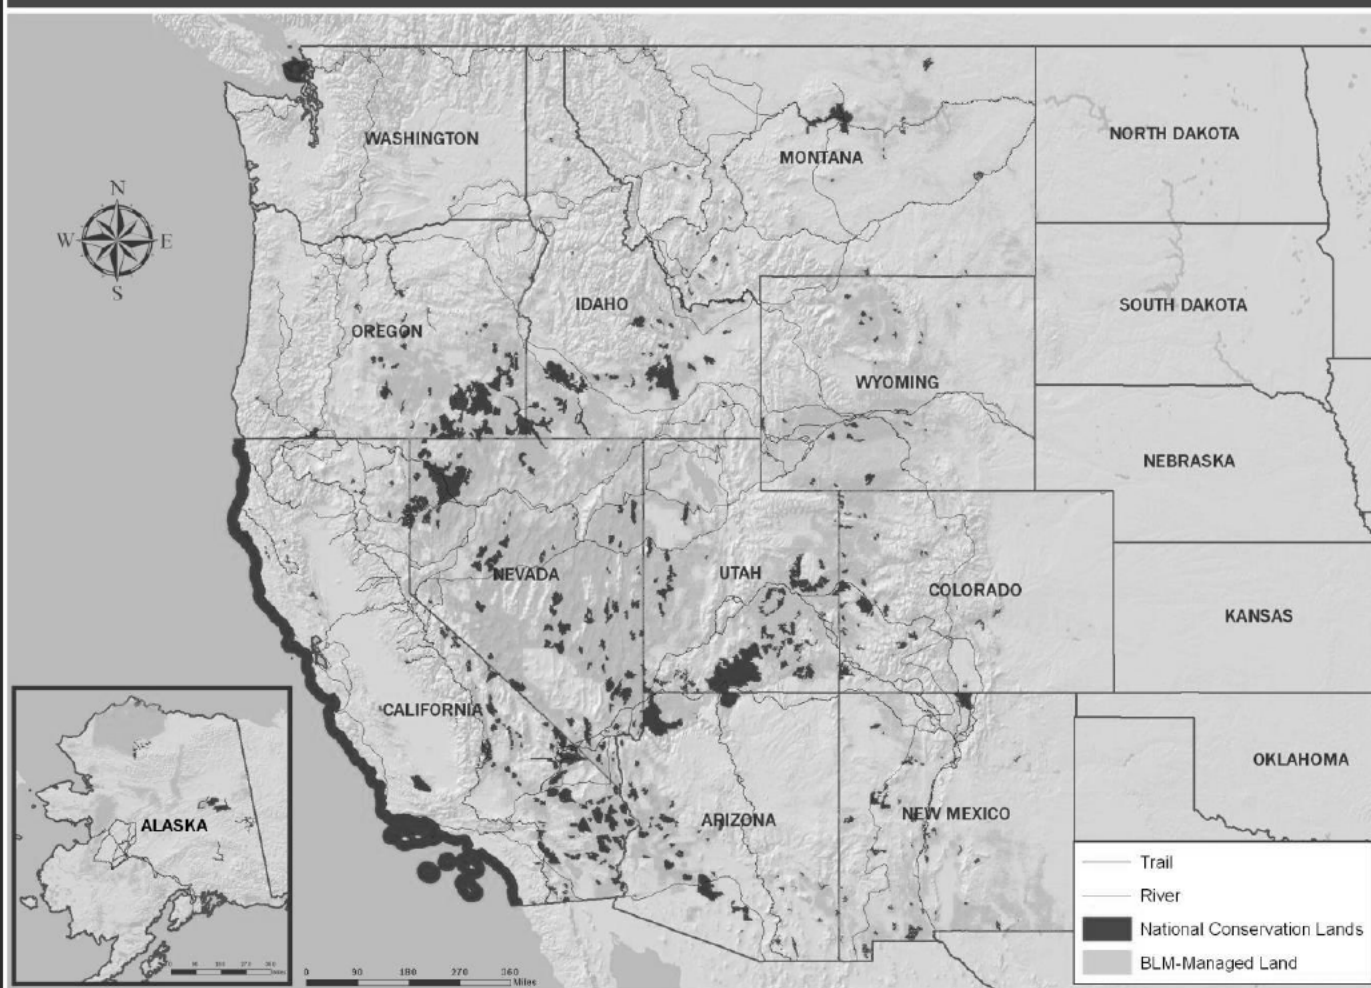 WASHINGTON
MONTANA
NORTH DAKOTA
N
W E
S
IDAHO
SOUTH DAKOTA
OREGON
WYOMING
NEBRASKA
NEVADA
UTAH
COLORADO
KANSAS
CALIFORNIA
OKLAHOMA
ALASKA
ARIZONA
NEW MEXICO
Trail
River
National Conservation Lands
BLM-Managed Land
0 90 180 270 360
Miles